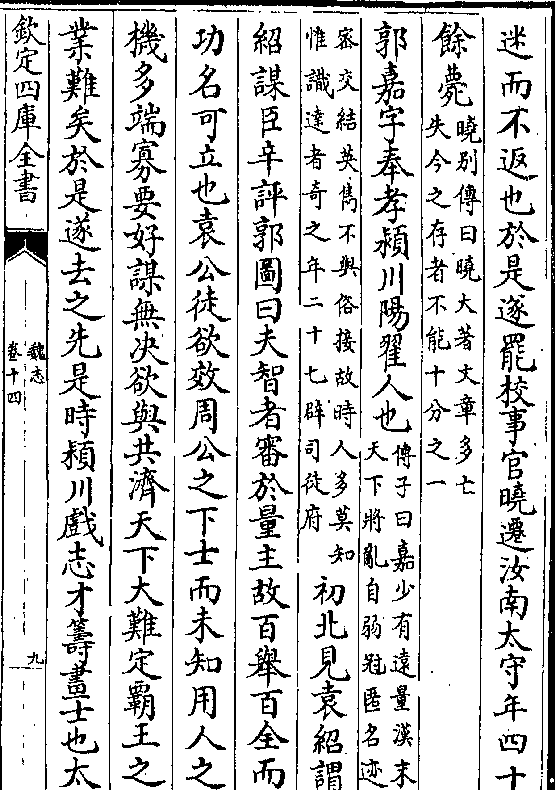 迷而不返也於是遂罷校事官曉遷汝南太守年四十
餘薨曉别傳曰曉大著文章多亡
失今之存者不能十分之一
郭嘉字奉孝潁川陽翟人也傅子曰嘉少有遠量漢末
天下將亂自弱冠匿名迹
密交結英雋不與俗接故時人多莫知
惟識達者奇之年二十七辟司徒府
初北見袁紹謂
紹謀臣辛評郭圖曰夫智者審於量主故百舉百全而
功名可立也袁公徒欲效周公之下士而未知用人之
機多端寡要好謀無決欲與共濟天下大難定霸王之
業難矣於是遂去之先是時潁川戲志才籌畫士也太
欽定四庫全書
魏志
卷十四
九